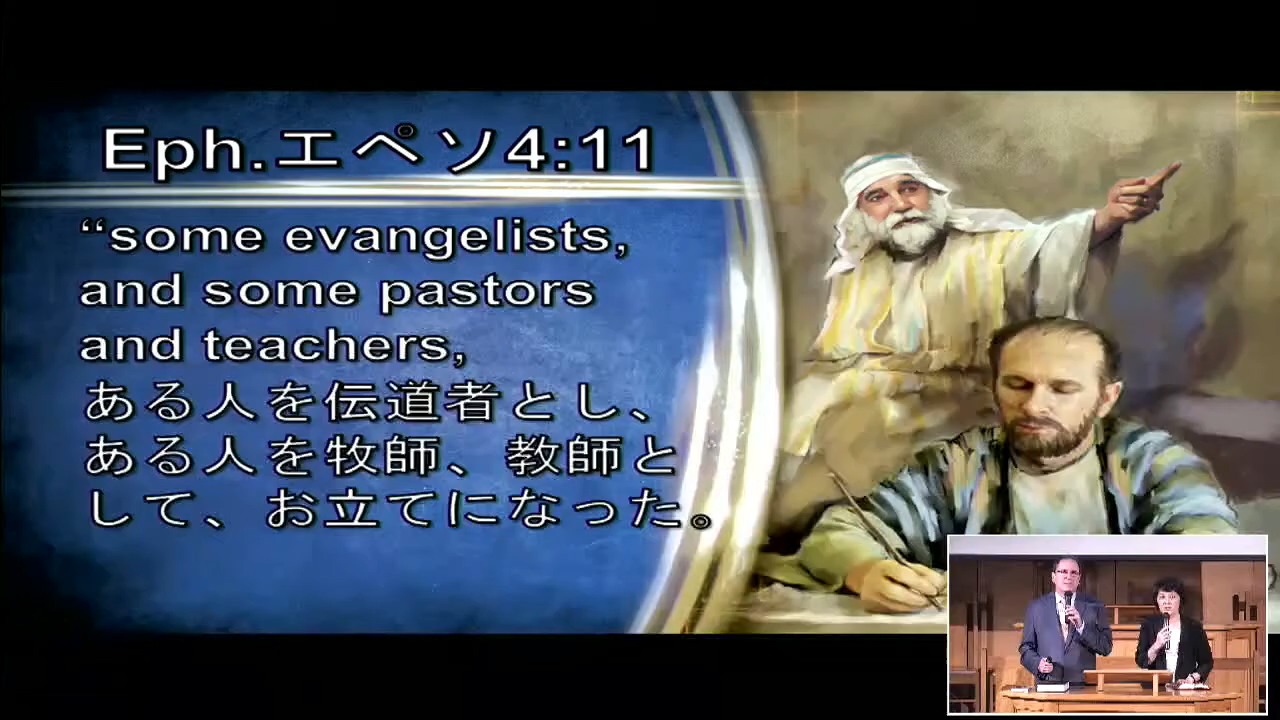 Eph.エペソ4:11
“some evangelists,
and some pastors
and teachers,
ある人を伝道者とし、
ある人を牧師、教師と
して、お立てになった。